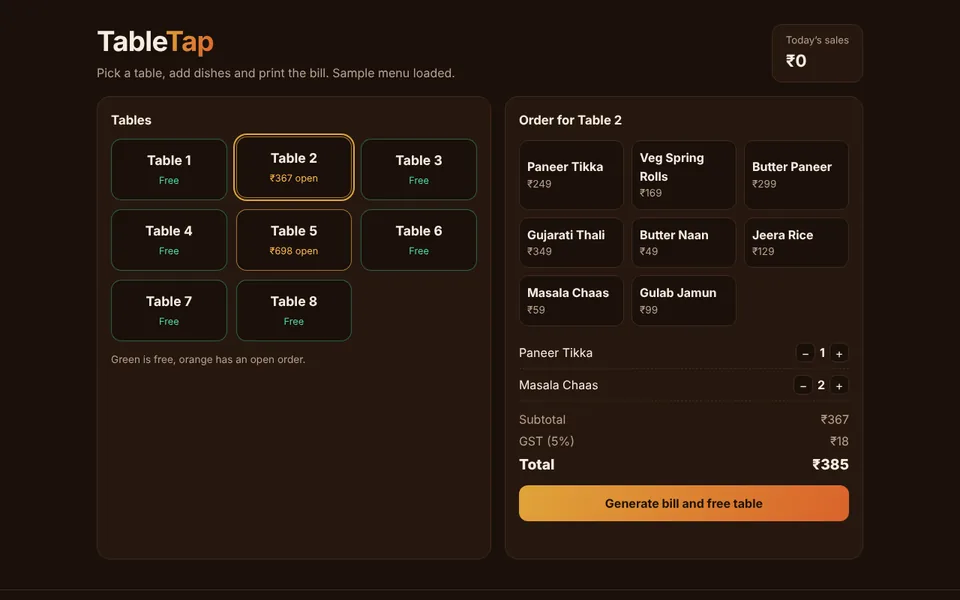 TableTap
Pick a table, add dishes and print the bill. Sample menu loaded.
Today's sales
₹0
Tables
Table 1
Free
Table 2
₹367 open
Table 3
Free
Table 4
Free
Table 5
₹698 open
Table 6
Free
Table 7
Free
Table 8
Free
Green is free, orange has an open order.
Order for Table 2
Paneer Tikka
₹249
Veg Spring
Rolls
₹169
Butter Paneer
₹299
Gujarati Thali
₹349
Butter Naan
₹49
Jeera Rice
₹129
Masala Chaas
₹59
Gulab Jamun
₹99
Paneer Tikka − 1 +
Masala Chaas − 2 +
Subtotal ₹367
GST (5%) ₹18
Total ₹385
Generate bill and free table